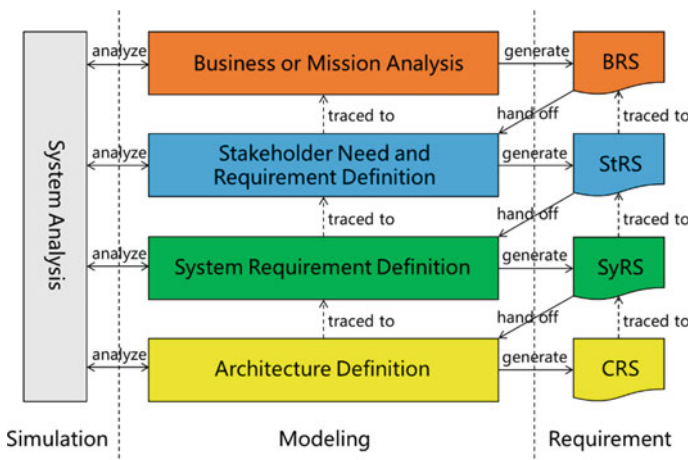 analyze
Business or Mission Analysis
generate
BRS
traced to
hand off
traced to
System Analysis
analyze
Stakeholder Need and
Requirement Definition
generate
StRS
traced to
hand off
traced to
analyze
System Requirement Definition
generate
SyRS
traced to
hand off
traced to
analyze
Architecture Definition
generate
CRS
Simulation
Modeling
Requirement